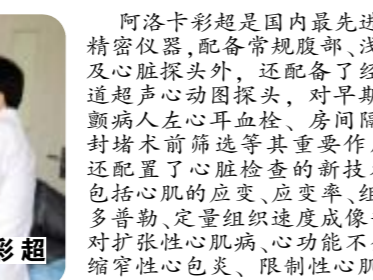 阿洛卡彩超是国内最先进
精密仪器,配备常规腹部、浅
及心脏探头外，还配备了经
道超声心动图探头，对早期
颤病人左心耳血栓、房间隔
封堵术前筛选等其重要作
还配置了心脏检查的新技
包括心肌的应变、应变率、组
多普勒、定量组织速度成像
对扩张性心肌病、心功能不
缩窄性心包炎、限制性心肌
彩超